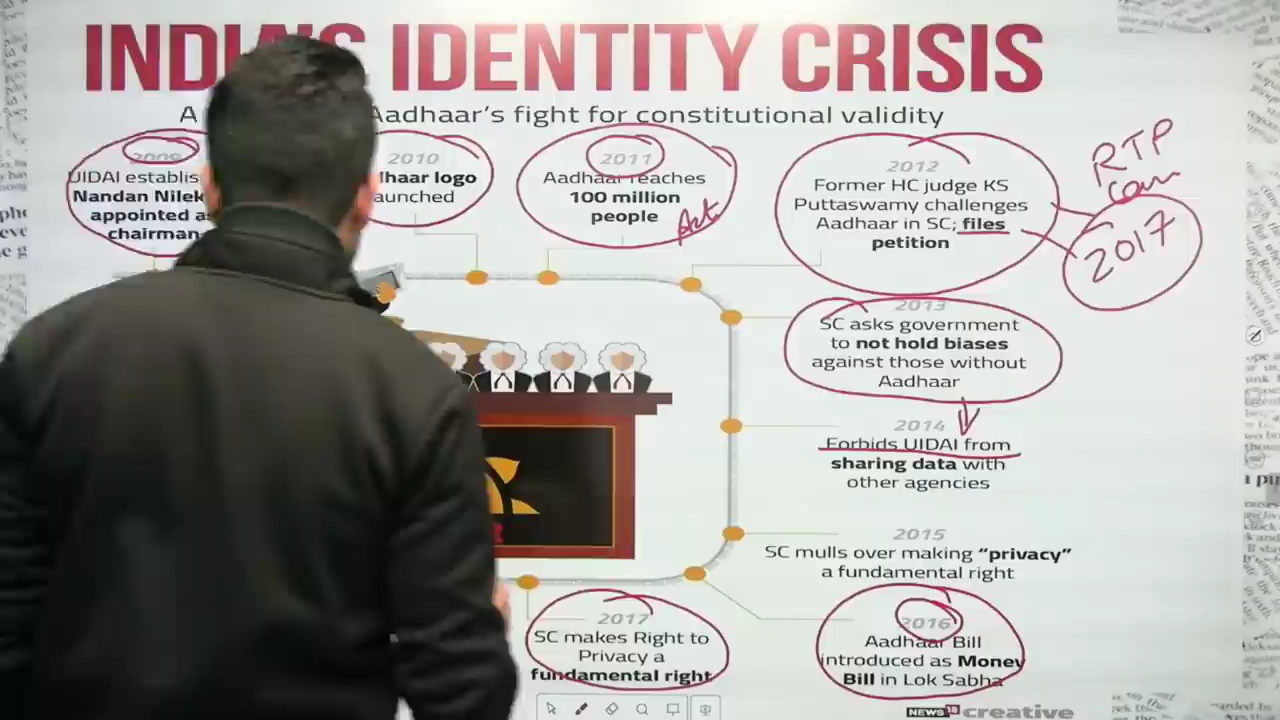 INDIA'S IDENTITY CRISIS
A Aadhaar's fight for constitutional validity
2009
UIDAI establis
Nandan Nilek
appointed as
chairman
2010
haar logo
aunched
2011
Aadhaar reaches
100 million
people
Act
2012
Former HC judge KS
Puttaswamy challenges
Aadhaar in SC; files
petition
RTP
2017
2013
SC asks government
to not hold biases
against those without
Aadhaar
2014
Forbids UIDAI from
sharing data with
other agencies
2015
SC mulls over making "privacy"
a fundamental right
2016
Aadhaar Bill
introduced as Money
Bill in Lok Sabha
2017
SC makes Right to
Privacy a
fundamental right
NEWS18 creative